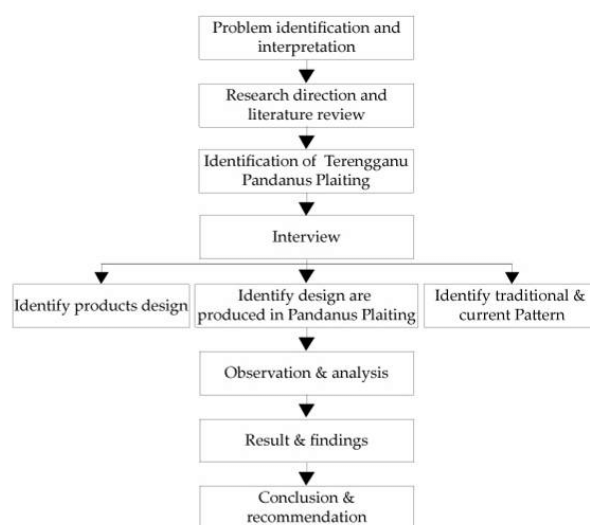 Problem identification and
interpretation
Research direction and
literature review
Identification of Terengganu
Pandanus Plaiting
Interview
Identify products design
Identify design are
produced in Pandanus Plaiting
Identify traditional &
current Pattern
Observation & analysis
Result & findings
Conclusion &
recommendation